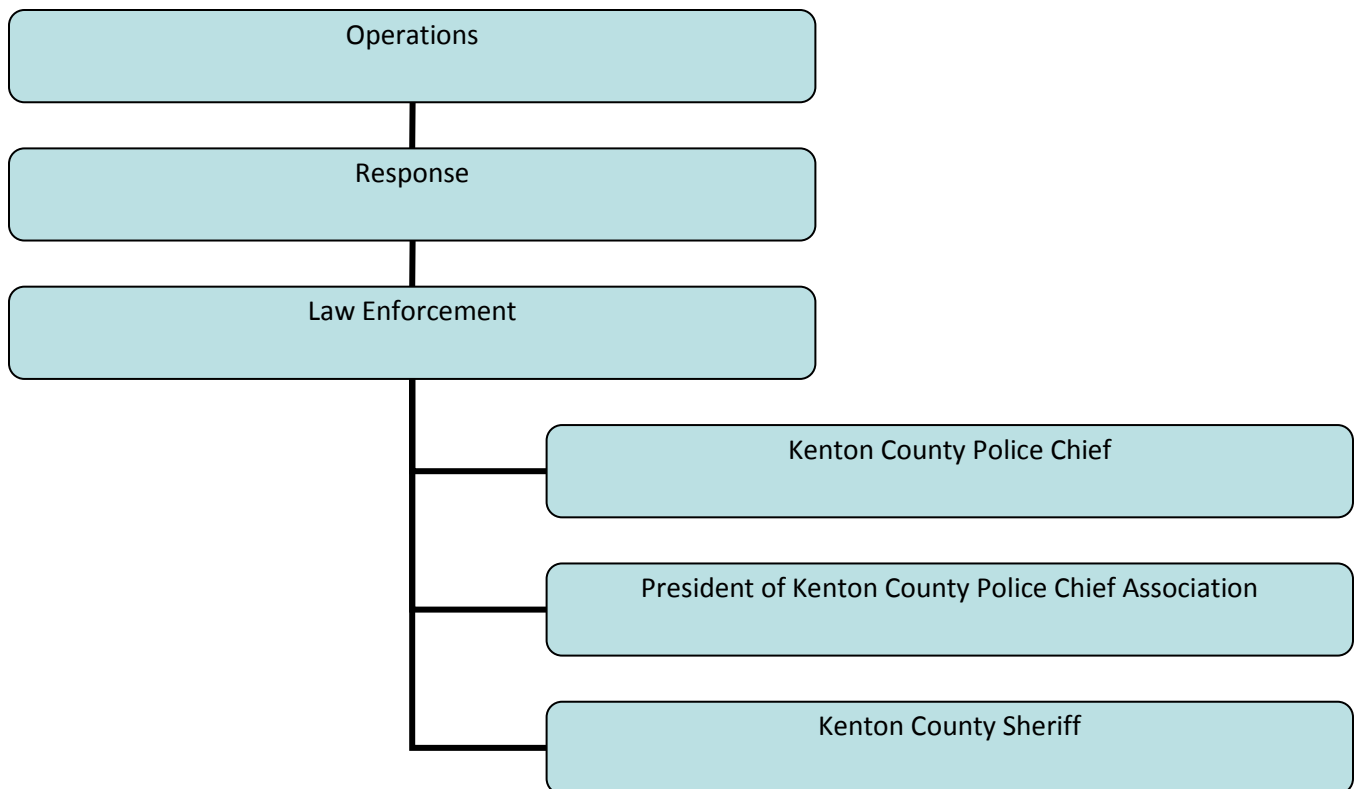 Operations
Response
Law Enforcement
Kenton County Police Chief
President of Kenton County Police Chief Association
Kenton County Sheriff